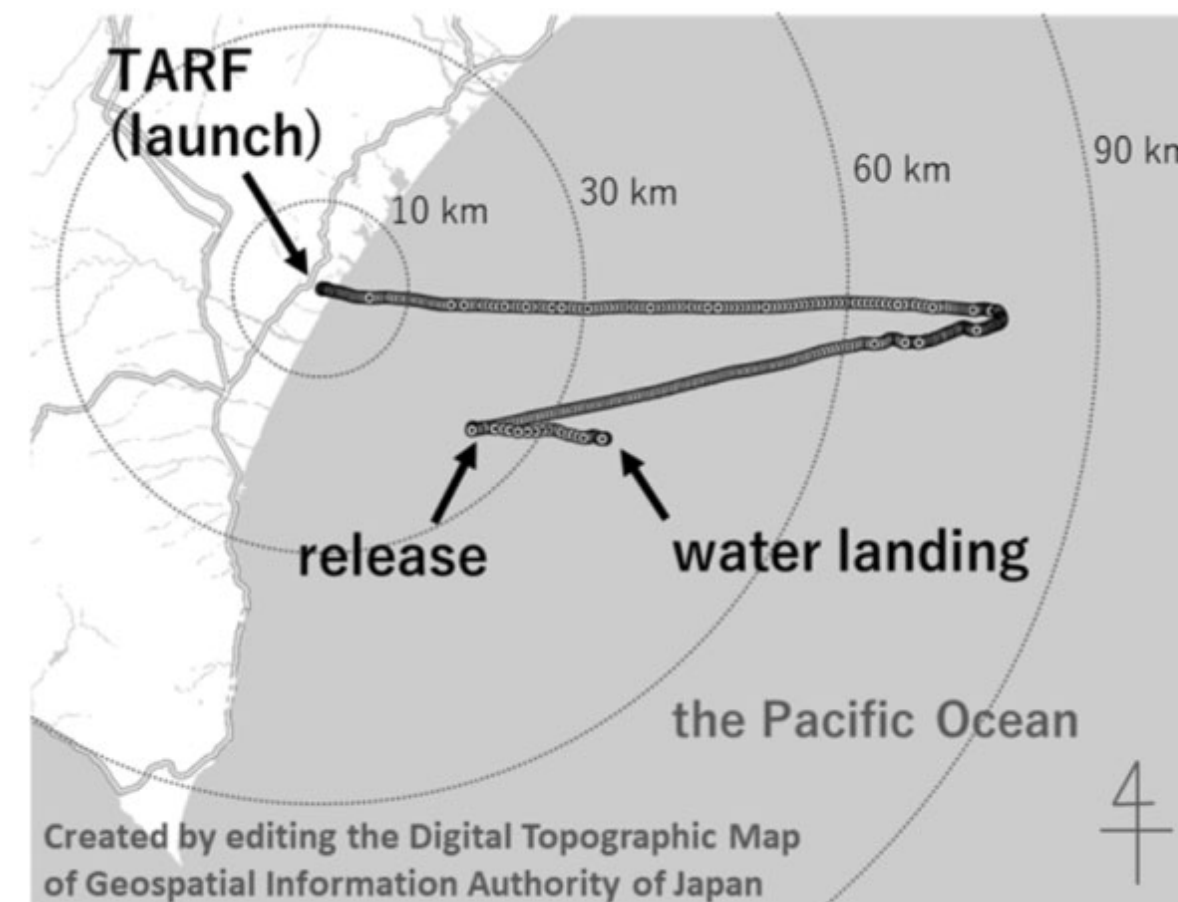 TARF
(launch)
10 km
30 km
60 km
90 km
release
water landing
the Pacific Ocean
Created by editing the Digital Topographic Map
of Geospatial Information Authority of Japan